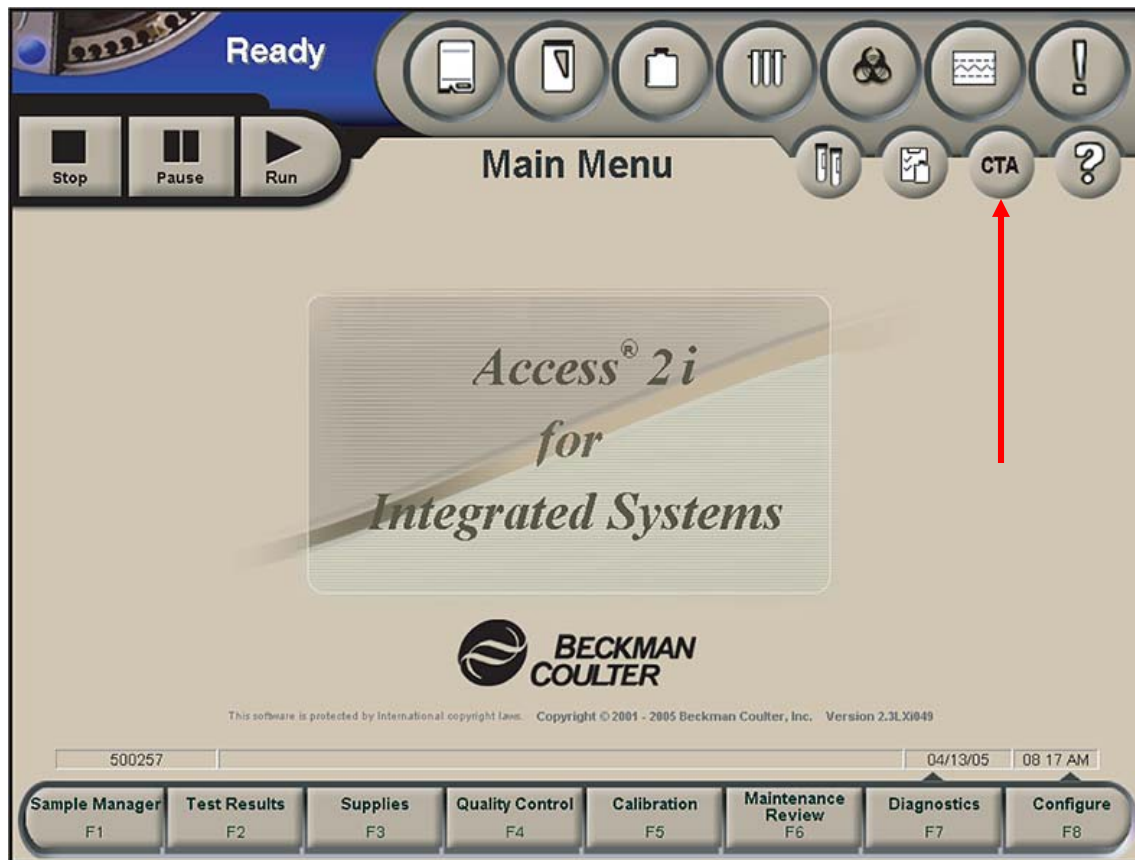 Ready
Stop
Pause
Run
Main Menu
CTA
?
Access® 2 i
for
Integrated Systems
BECKMAN
COULTER
This software is protected by International copyright laws. Copyright © 2001 - 2005 Beckman Coulter, Inc. Version 2.3LXi049
500257 04/13/05 08 17 AM
Sample Manager
F1
Test Results
F2
Supplies
F3
Quality Control
F4
Calibration
F5
Maintenance
Review
F6
Diagnostics
F7
Configure
F8